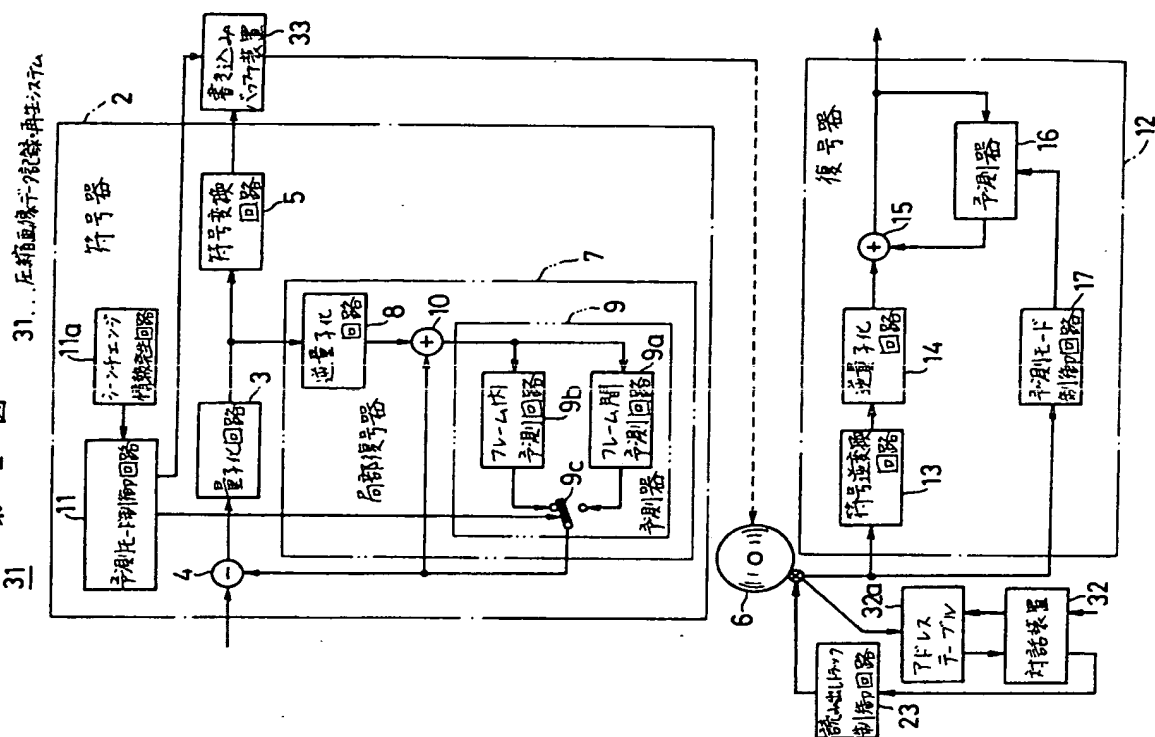 第 一 図
31
31...圧縮画像データ記録・再生システム
2
符号器
11
予測モード制御回路
11a
シーンチェンジ
情報発生回路
書き込み
バッファ装置
33
4
−
量子化回路
3
符号変換
回路
5
7
局部復号器
逆量子化
回路
8
+
10
9
フレーム内
予測回路
9b
フレーム間
予測回路
9a
9c
予測器
6
復号器
12
符号逆変換
回路
13
逆量子化
回路
14
+
15
予測器
16
予測モード
制御回路
17
読み出しトラック
制御回路
23
アドレス
テーブル
32a
対話装置
32